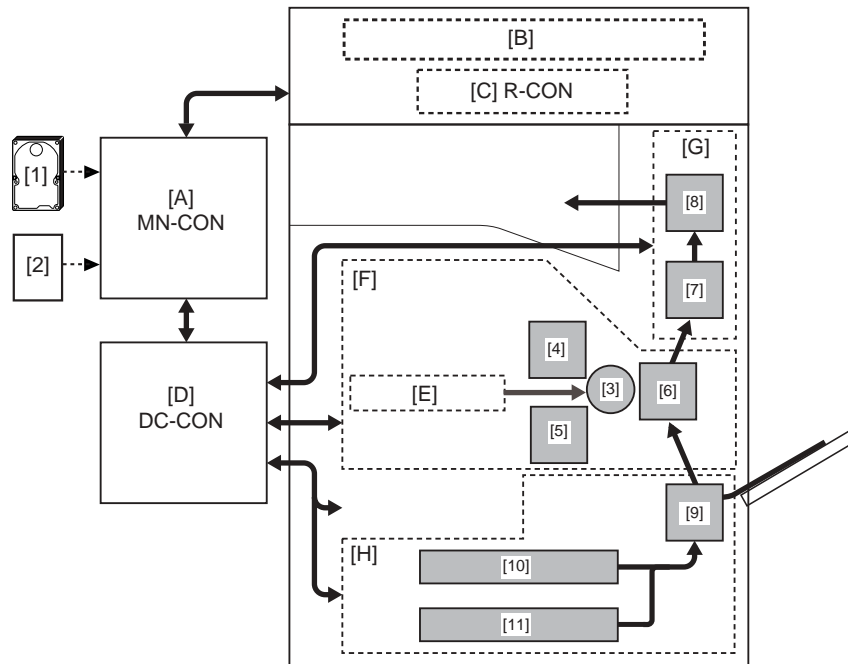 [B]
[C] R-CON
[1]
[A]
MN-CON
[G]
[8]
[2]
[F]
[7]
[4]
[D]
DC-CON
[E]
[3]
[6]
[5]
[9]
[H]
[10]
[11]